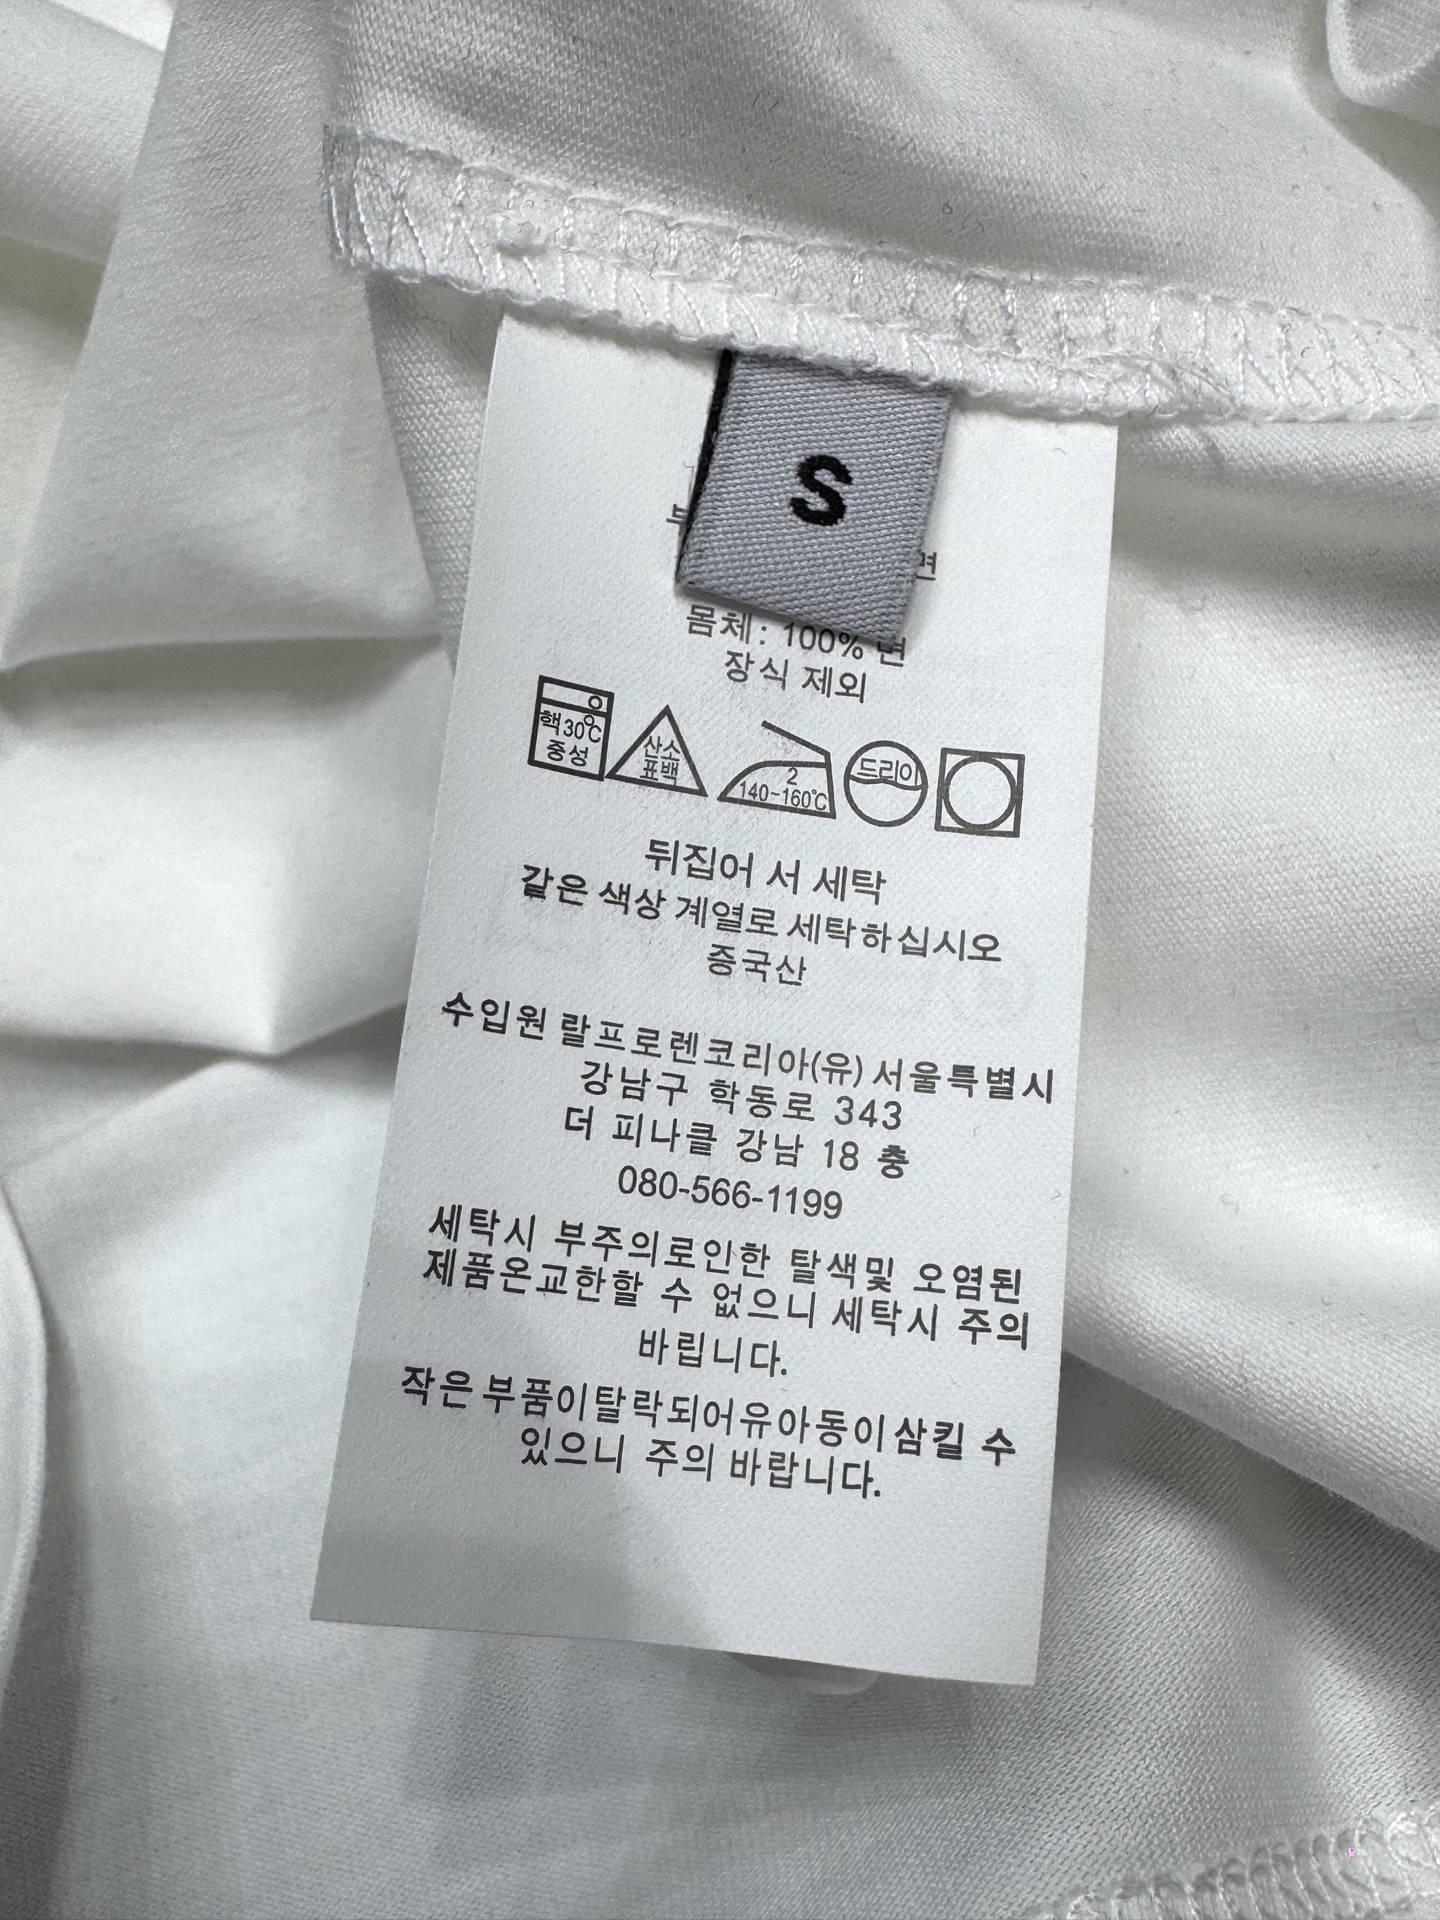 S
면
몸체: 100% 면
장식 제외
핵30℃
중성
산소
표백
2
140-160℃
드리이
뒤집어 서 세탁
같은 색상 계열로 세탁하십시오
증국산
수입원 랄프로렌코리아(유) 서울특별시
강남구 학동로 343
더 피나클 강남 18 층
080-566-1199
세탁시 부주의로인한 탈색및 오염된
제품온교한할 수 없으니 세탁시 주의
바립니다.
작은 부품이탈락되어유아동이삼킬 수
있으니 주의 바랍니다.